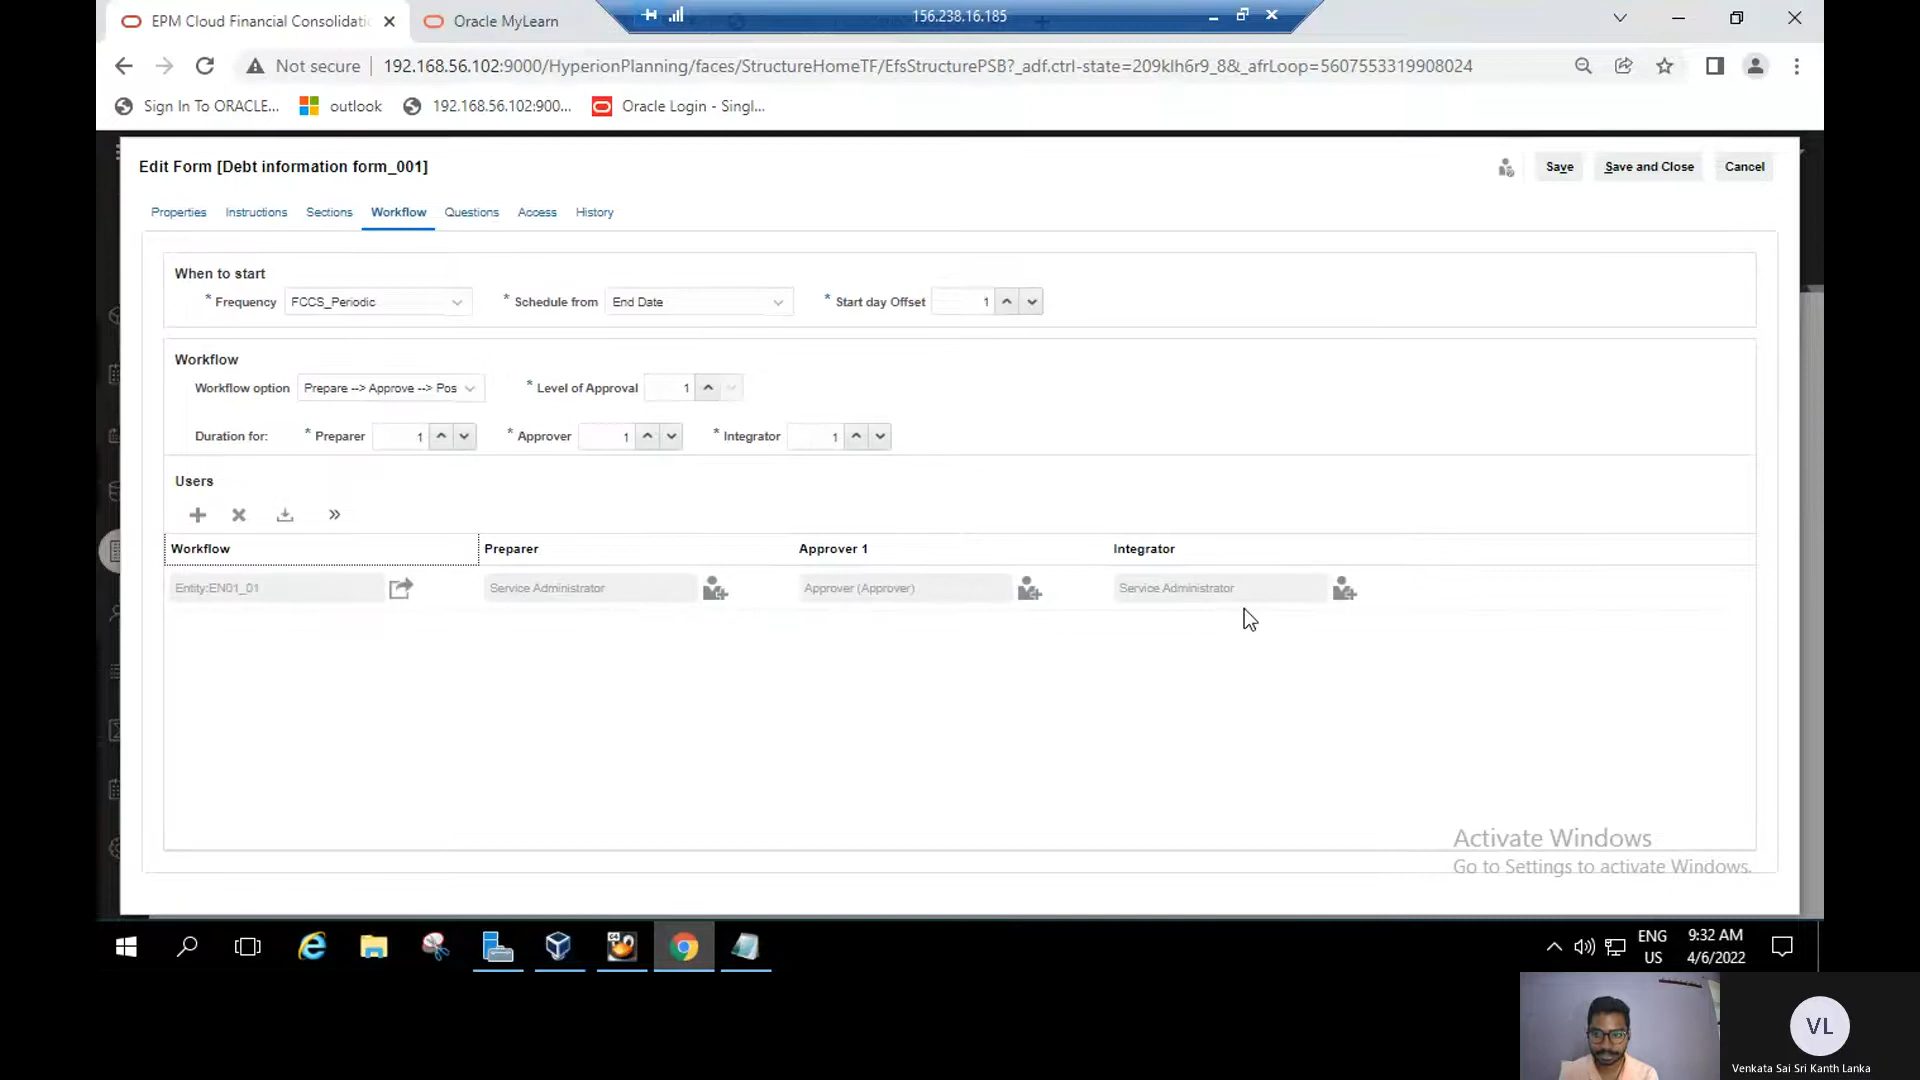 EPM Cloud Financial Consolidatio
Oracle MyLearn
156.238.16.185
Not secure
192.168.56.102:9000/HyperionPlanning/faces/StructureHomeTF/EfsStructurePSB?_adf.ctrl-state=209klh6r9_8&_afrLoop=5607553319908024
Sign In To ORACLE...
outlook
192.168.56.102:900...
Oracle Login - Singl...
Edit Form [Debt information form_001]
Save
Save and Close
Cancel
Properties
Instructions
Sections
Workflow
Questions
Access
History
When to start
* Frequency
FCCS_Periodic
* Schedule from
End Date
* Start day Offset
1
Workflow
Workflow option
Prepare --> Approve --> Pos
* Level of Approval
1
Duration for:
* Preparer
1
* Approver
1
* Integrator
1
Users
»
Workflow
Preparer
Approver 1
Integrator
Entity:EN01_01
Service Administrator
Approver (Approver)
Service Administrator
Activate Windows
Go to Settings to activate Windows.
ENG
US
9:32 AM
4/6/2022
VL
Venkata Sai Sri Kanth Lanka